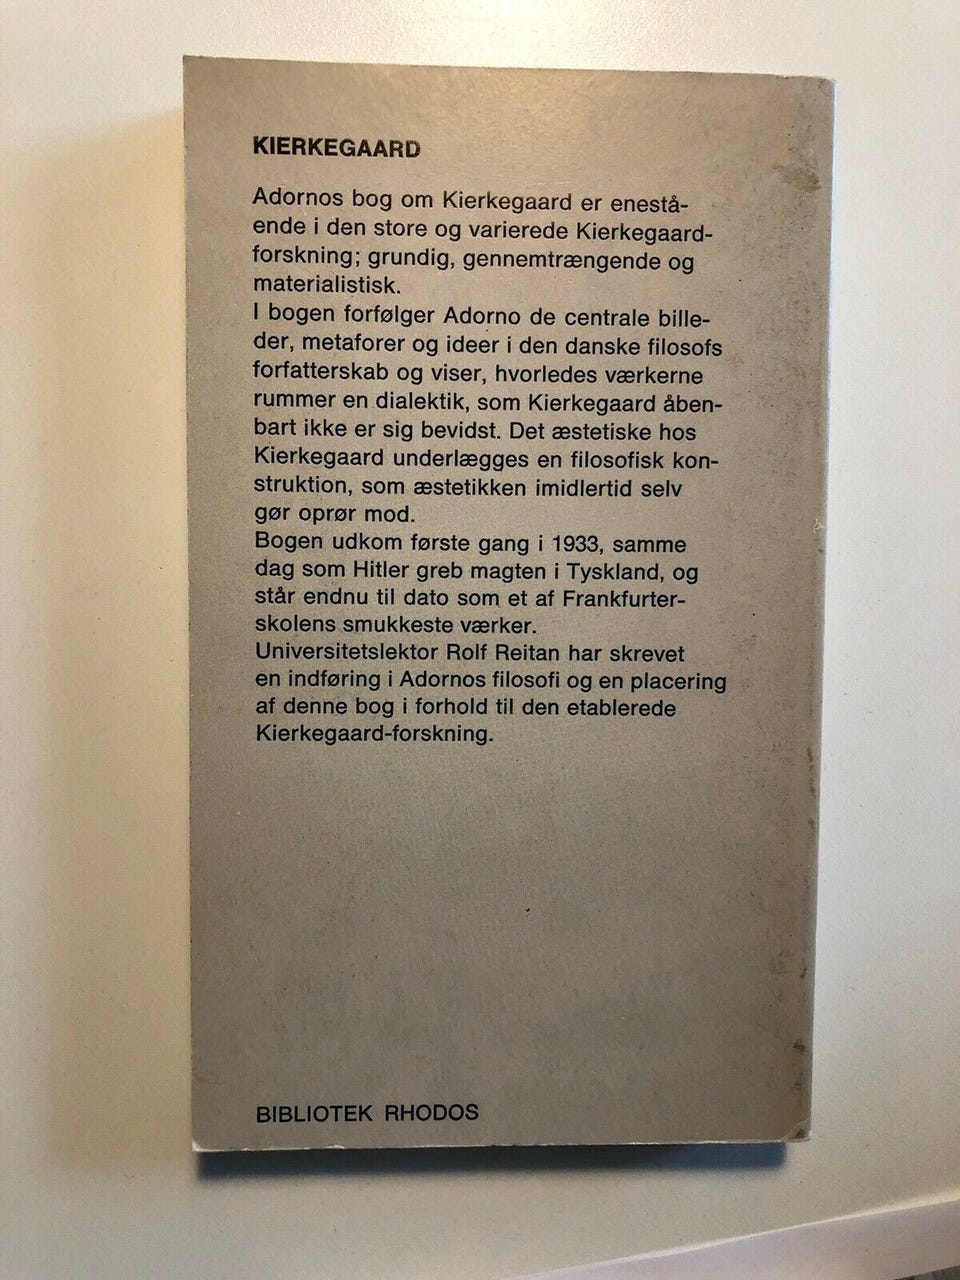 KIERKEGAARD
Adornos bog om Kierkegaard er enestå-
ende i den store og varierede Kierkegaard-
forskning; grundig, gennemtrængende og
materialistisk.
I bogen forfølger Adorno de centrale bille-
der, metaforer og ideer i den danske filosofs
forfatterskab og viser, hvorledes værkerne
rummer en dialektik, som Kierkegaard åben-
bart ikke er sig bevidst. Det æstetiske hos
Kierkegaard underlægges en filosofisk kon-
struktion, som æstetikken imidlertid selv
gør oprør mod.
Bogen udkom første gang i 1933, samme
dag som Hitler greb magten i Tyskland, og
står endnu til dato som et af Frankfurter-
skolens smukkeste værker.
Universitetslektor Rolf Reitan har skrevet
en indføring i Adornos filosofi og en placering
af denne bog i forhold til den etablerede
Kierkegaard-forskning.
BIBLIOTEK RHODOS